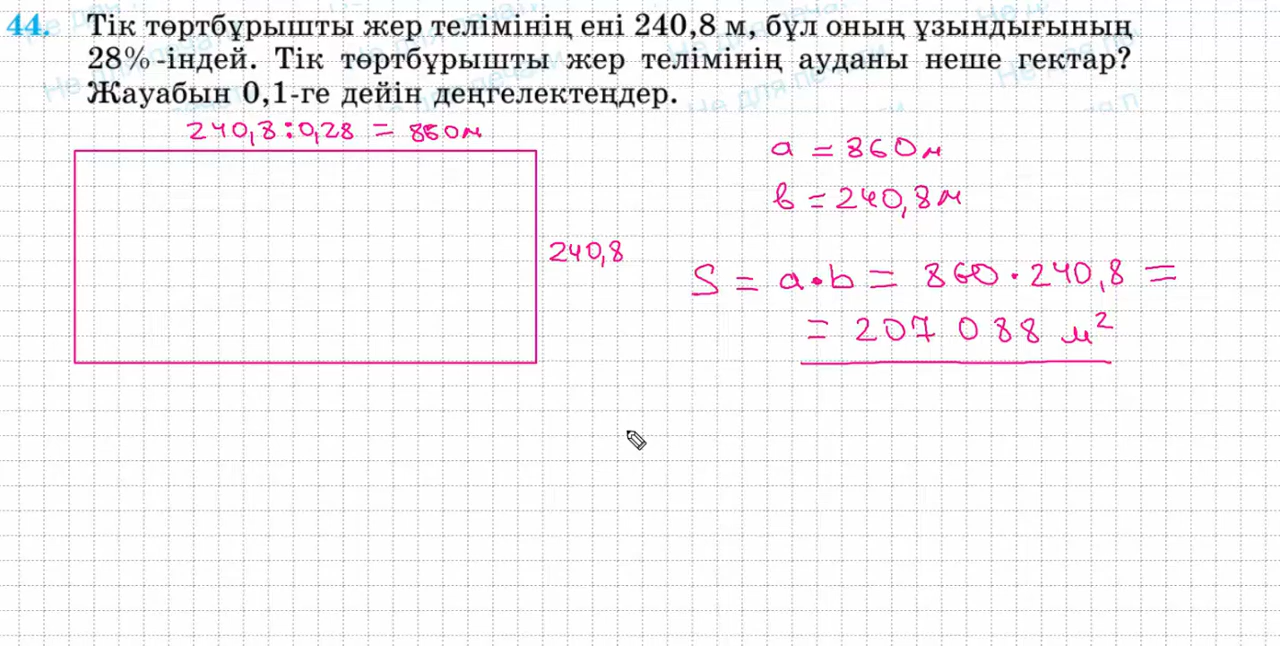 44. Тік төртбұрышты жер телімінің ені 240,8 м, бұл оның ұзындығының
28%-індей. Тік төртбұрышты жер телімінің ауданы неше гектар?
Жауабын 0,1-ге дейін деңгелектеңдер.
240,8 : 0,28 = 860м
a = 860м
в = 240,8м
240,8
S = a·b = 860·240,8 =
= 207 088 м²